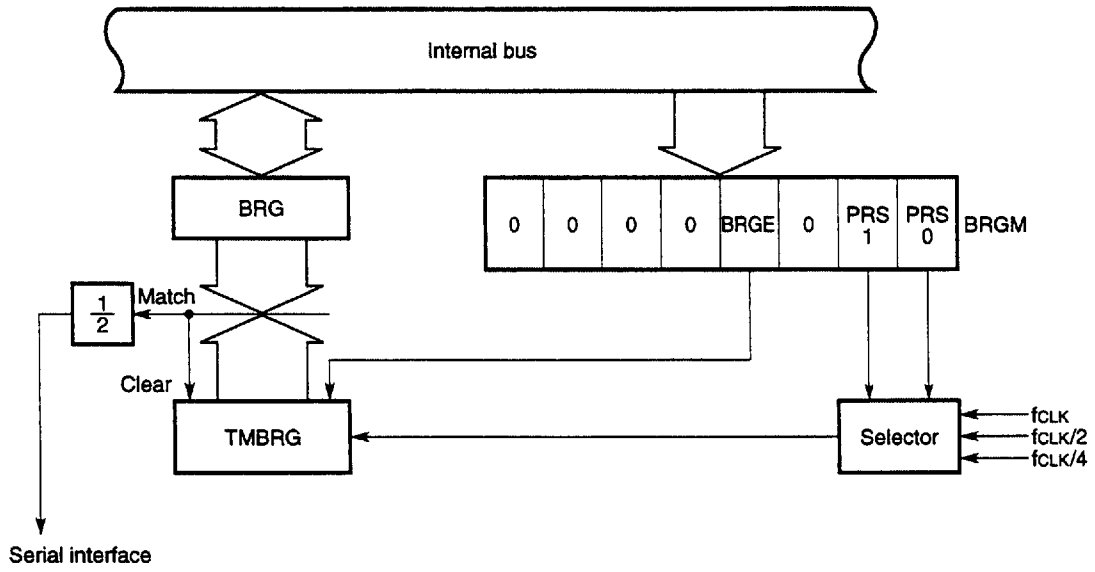 Internal bus
BRG
0 0 0 0 BRGE 0 PRS 1 PRS 0 BRGM
1/2
Match
Clear
TMBRG
Selector
fCLK
fCLK/2
fCLK/4
Serial interface